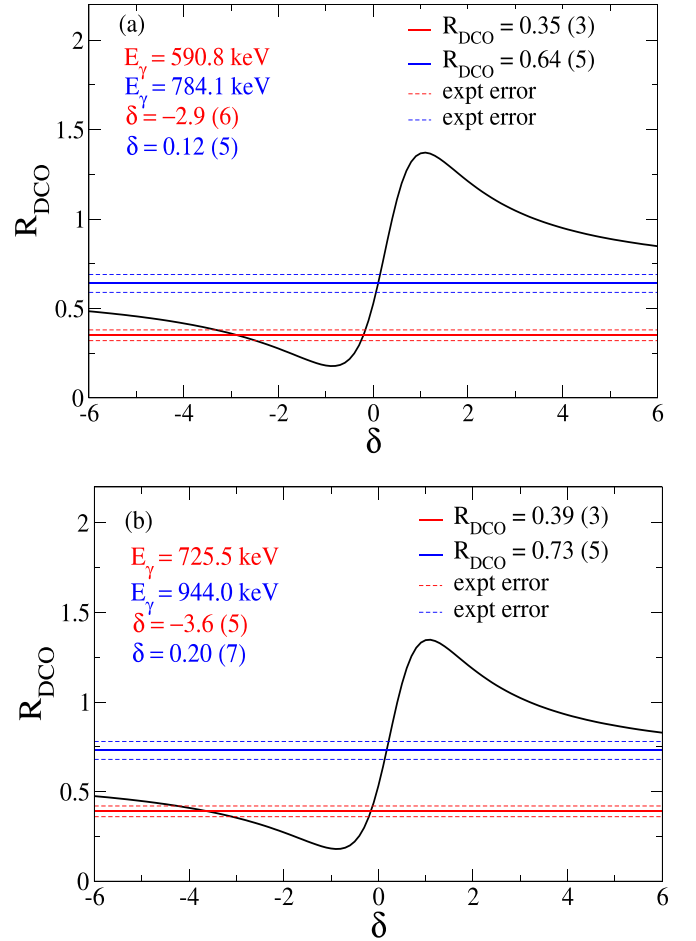 (a)
E_γ = 590.8 keV
E_γ = 784.1 keV
δ = −2.9 (6)
δ = 0.12 (5)
R_DCO = 0.35 (3)
R_DCO = 0.64 (5)
expt error
expt error
R_DCO
2
1.5
1
0.5
0
-6 -4 -2 0 2 4 6
δ
(b)
E_γ = 725.5 keV
E_γ = 944.0 keV
δ = −3.6 (5)
δ = 0.20 (7)
R_DCO = 0.39 (3)
R_DCO = 0.73 (5)
expt error
expt error
R_DCO
2
1.5
1
0.5
0
-6 -4 -2 0 2 4 6
δ